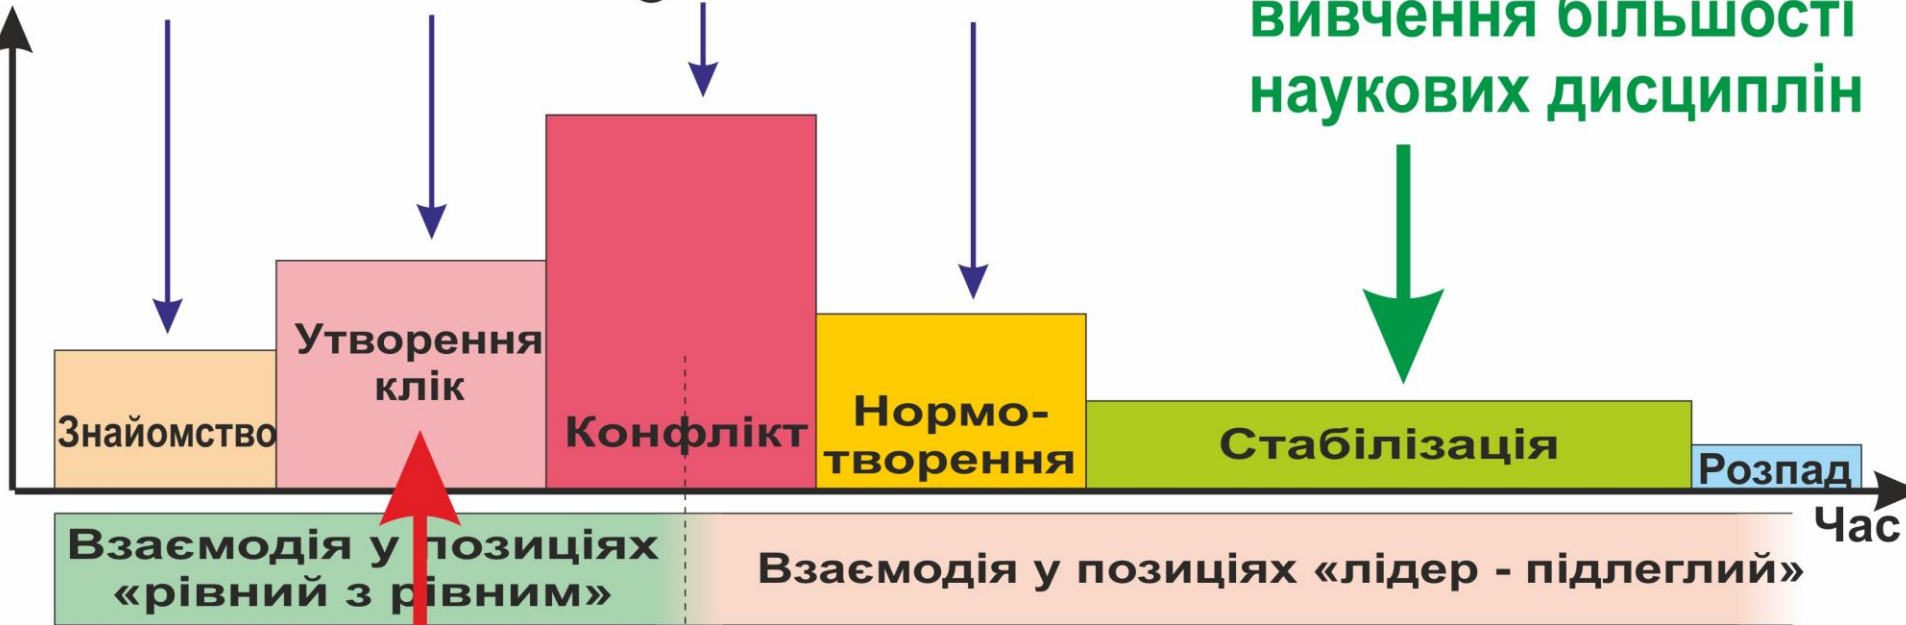 вивчення більшості
наукових дисциплін
Утворення
клік
Знайомство
Конфлікт
Нормо-
творення
Стабілізація
Розпад
Час
Взаємодія у позиціях
«рівний з рівним»
Взаємодія у позиціях «лідер - підлеглий»